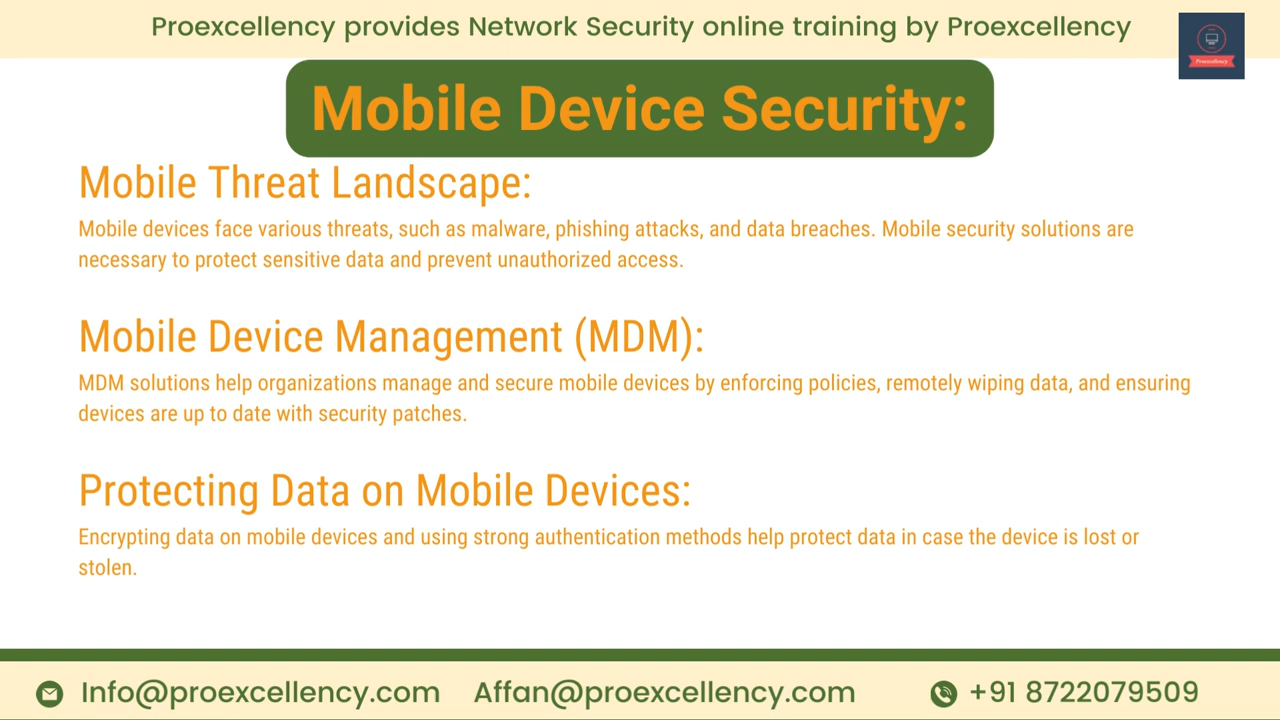 Proexcellency provides Network Security online training by Proexcellency
Proexcellency
Mobile Device Security:
Mobile Threat Landscape:
Mobile devices face various threats, such as malware, phishing attacks, and data breaches. Mobile security solutions are
necessary to protect sensitive data and prevent unauthorized access.
Mobile Device Management (MDM):
MDM solutions help organizations manage and secure mobile devices by enforcing policies, remotely wiping data, and ensuring
devices are up to date with security patches.
Protecting Data on Mobile Devices:
Encrypting data on mobile devices and using strong authentication methods help protect data in case the device is lost or
stolen.
Info@proexcellency.com Affan@proexcellency.com +91 8722079509